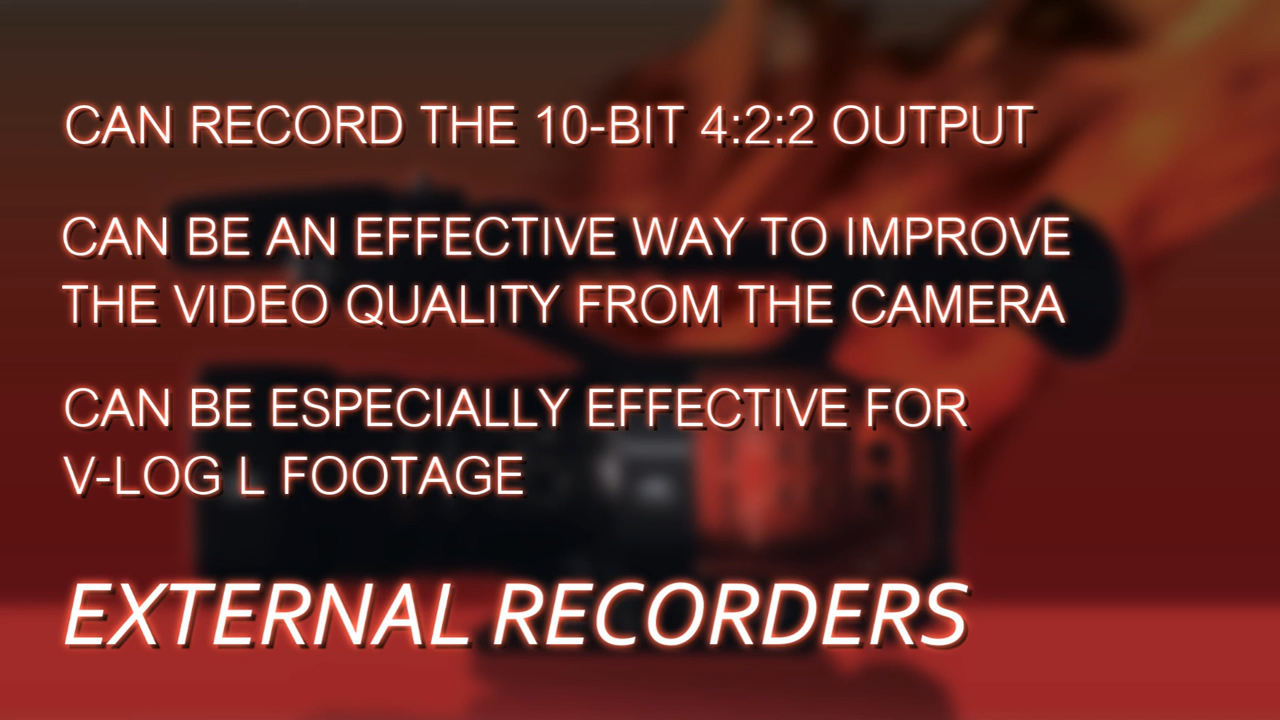 CAN RECORD THE 10-BIT 4:2:2 OUTPUT
CAN BE AN EFFECTIVE WAY TO IMPROVE
THE VIDEO QUALITY FROM THE CAMERA
CAN BE ESPECIALLY EFFECTIVE FOR
V-LOG L FOOTAGE
EXTERNAL RECORDERS